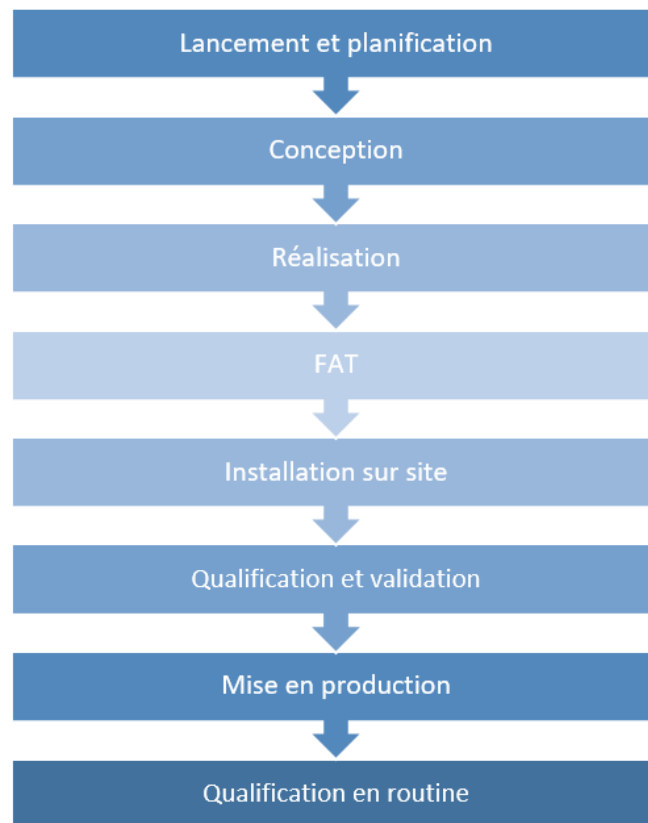 Lancement et planification
Conception
Réalisation
FAT
Installation sur site
Qualification et validation
Mise en production
Qualification en routine